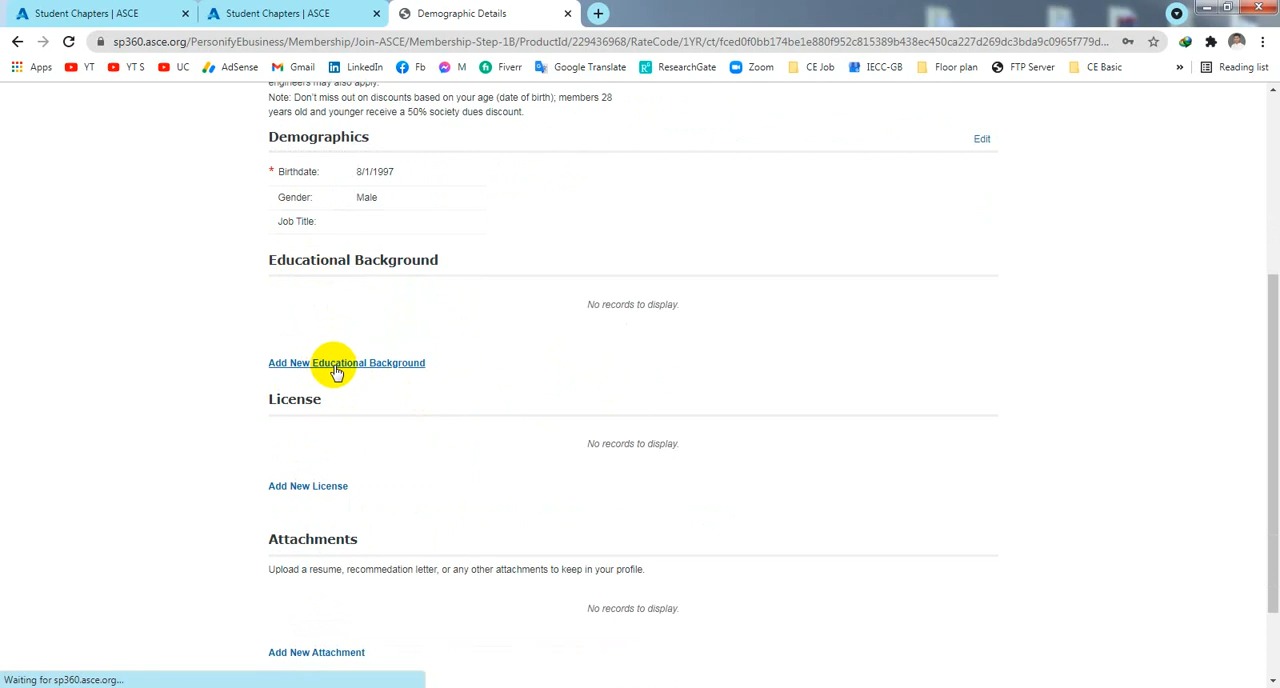 Student Chapters | ASCE
Student Chapters | ASCE
Demographic Details
sp360.asce.org/PersonifyEbusiness/Membership/Join-ASCE/Membership-Step-1B/ProductId/229436968/RateCode/1YR/ct/fced0f0bb174be1e880f952c815389b438ec450ca227d269dc3bda9c0965f779d...
Apps YT YT S UC AdSense Gmail LinkedIn Fb M Fiverr Google Translate ResearchGate Zoom CE Job IECC-GB Floor plan FTP Server CE Basic » Reading list
engineers may also apply.
Note: Don't miss out on discounts based on your age (date of birth); members 28
years old and younger receive a 50% society dues discount.
Demographics Edit
* Birthdate: 8/1/1997
Gender: Male
Job Title:
Educational Background
No records to display.
Add New Educational Background
License
No records to display.
Add New License
Attachments
Upload a resume, recommedation letter, or any other attachments to keep in your profile.
No records to display.
Add New Attachment
Waiting for sp360.asce.org...